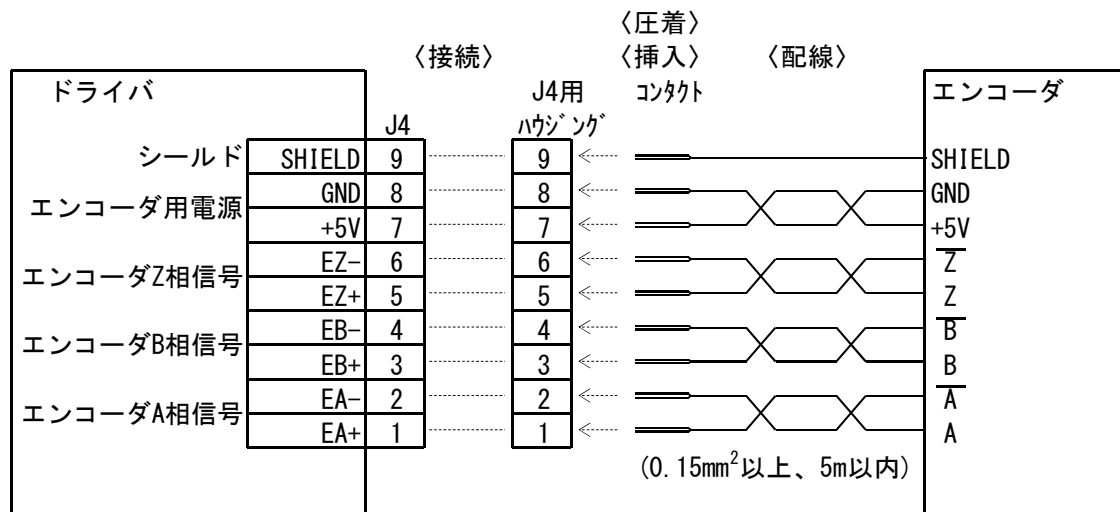 〈圧着〉
〈接続〉 〈挿入〉 〈配線〉
ドライバ J4用 コンタクト エンコーダ
J4 ハウジング
シールド SHIELD 9 9 SHIELD
エンコーダ用電源 GND 8 8 GND
+5V 7 7 +5V
エンコーダZ相信号 EZ- 6 6 Z̅
EZ+ 5 5 Z
エンコーダB相信号 EB- 4 4 B̅
EB+ 3 3 B
エンコーダA相信号 EA- 2 2 A̅
EA+ 1 1 A
(0.15mm²以上、5m以内)